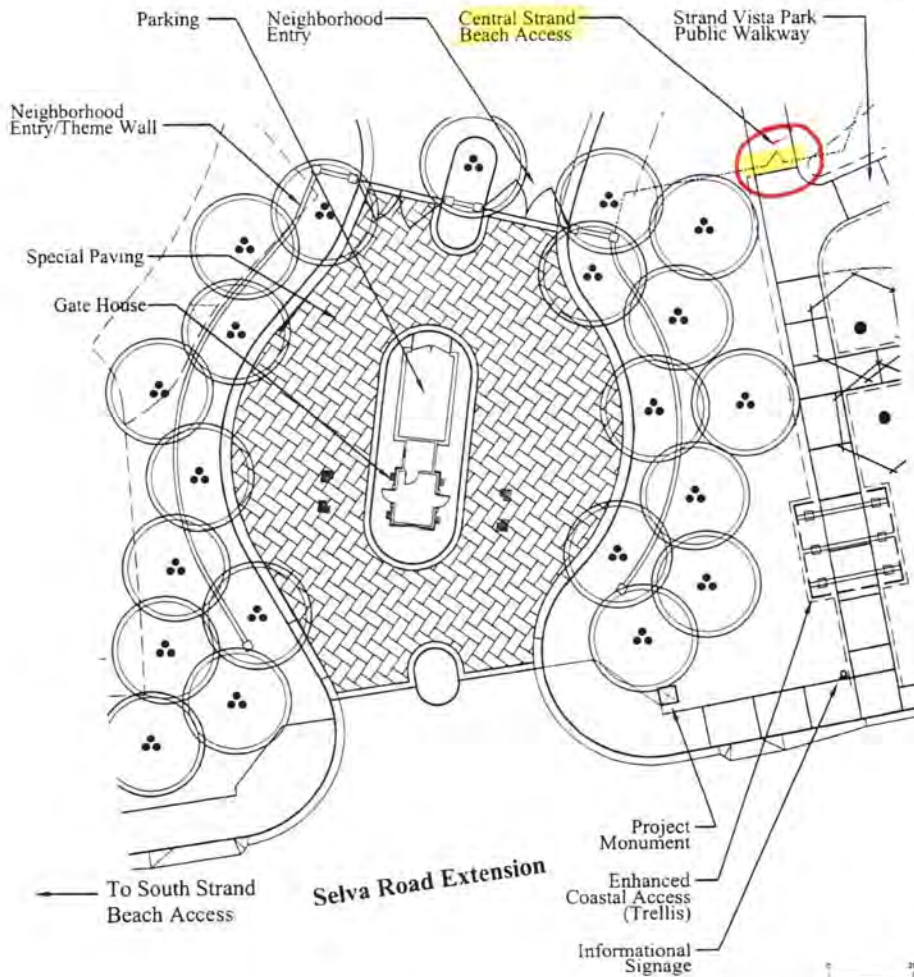 Parking
Neighborhood
Entry
Central Strand
Beach Access
Strand Vista Park
Public Walkway
Neighborhood
Entry/Theme Wall
Special Paving
Gate House
Project
Monument
Enhanced
Coastal Access
(Trellis)
Informational
Signage
To South Strand
Beach Access
Selva Road Extension
0